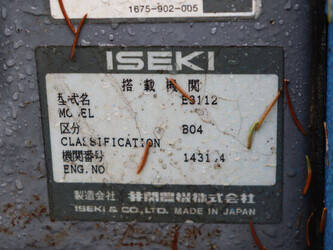 1675-902-005
ISEKI
搭載機関
型式名 E3112
MODEL
区分 B04
CLASSIFICATION
機関番号
ENG.NO
製造会社 井関農機株式会社
ISEKI & CO., LTD. MADE IN JAPAN